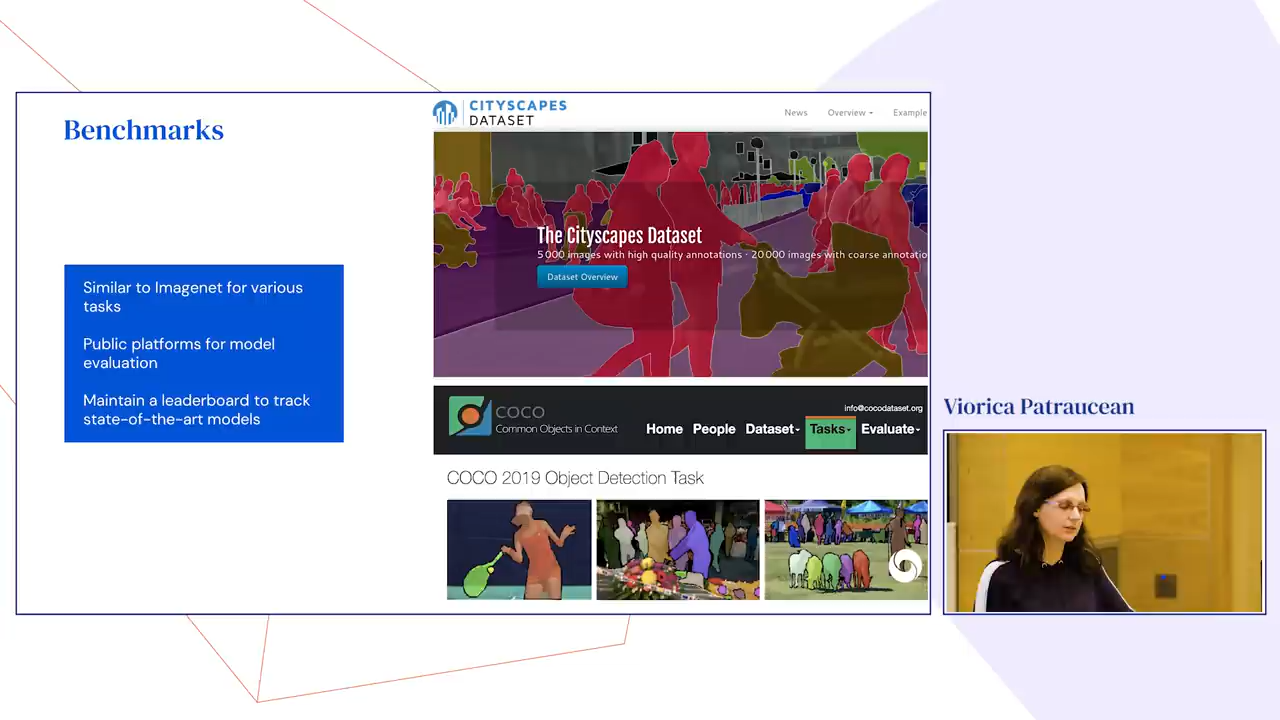 Benchmarks
Similar to Imagenet for various
tasks
Public platforms for model
evaluation
Maintain a leaderboard to track
state-of-the-art models
CITYSCAPES
DATASET
News
Overview
Example
The Cityscapes Dataset
5 000 images with high quality annotations · 20 000 images with coarse annotatio
Dataset Overview
COCO
Common Objects in Context
info@cocodataset.org
Home
People
Dataset
Tasks
Evaluate
COCO 2019 Object Detection Task
Viorica Patraucean